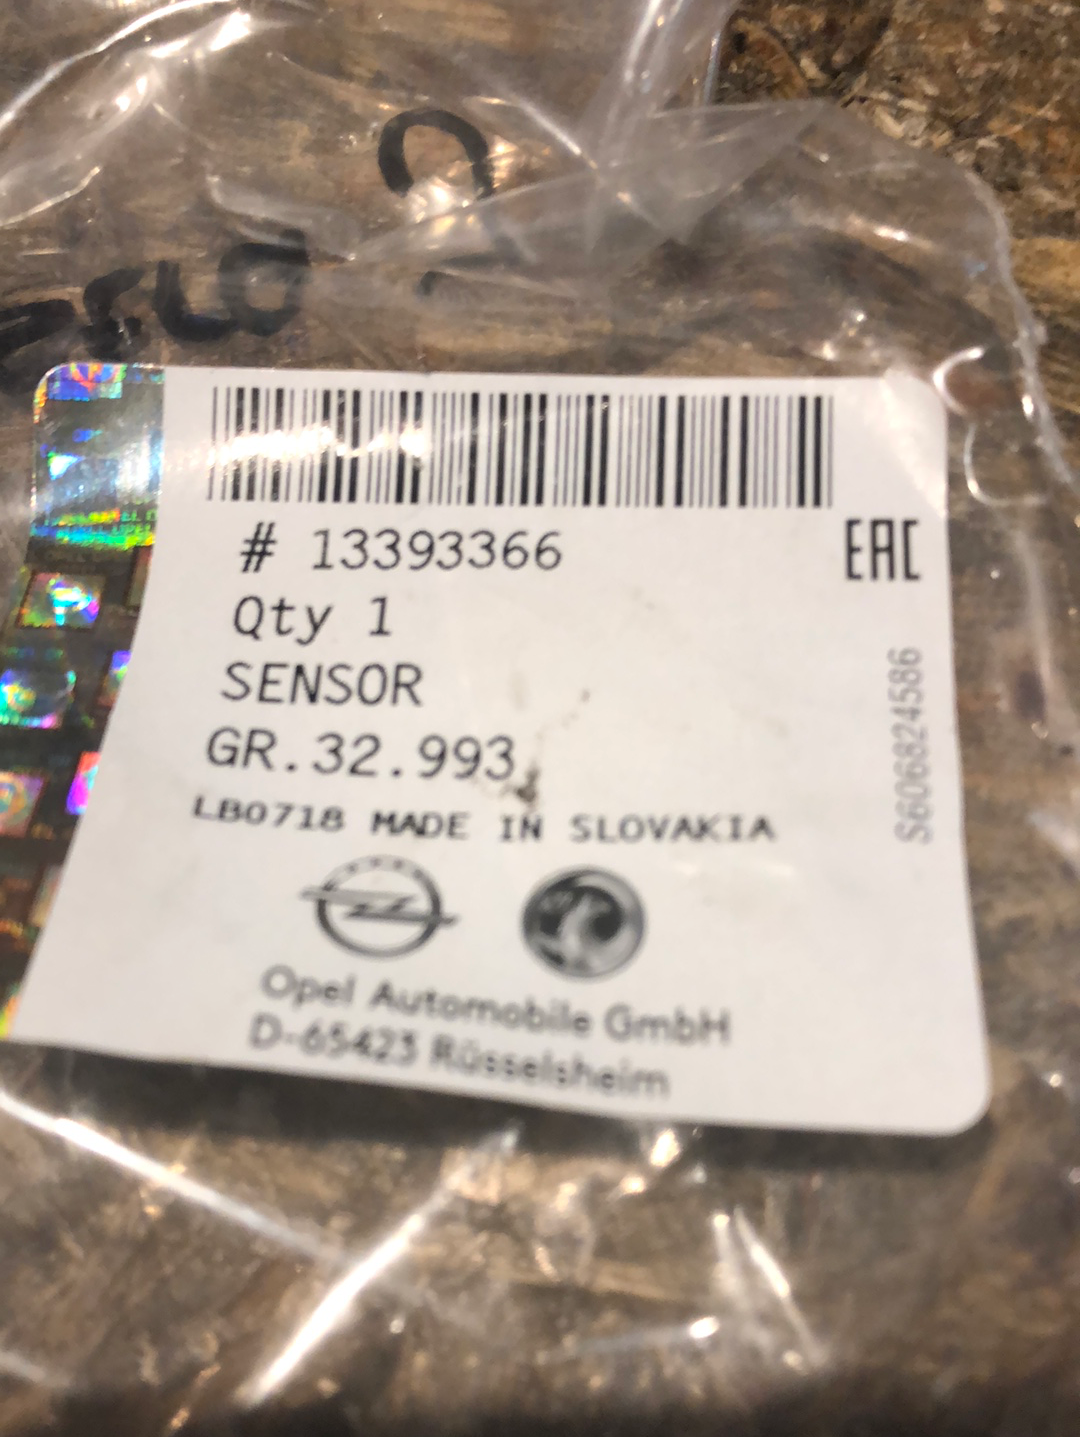 # 13393366
EAC
Qty 1
SENSOR
GR.32.993
LB0718 MADE IN SLOVAKIA
S606824586
Opel Automobile GmbH
D-65423 Rüsselsheim